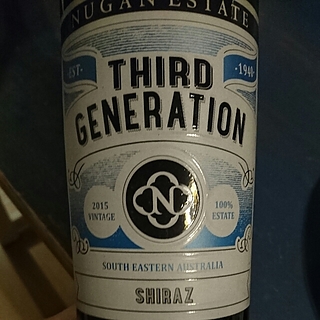 NUGAN ESTATE
EST. 1940
THIRD
GENERATION
N
2015 VINTAGE
100% ESTATE
SOUTH EASTERN AUSTRALIA
SHIRAZ